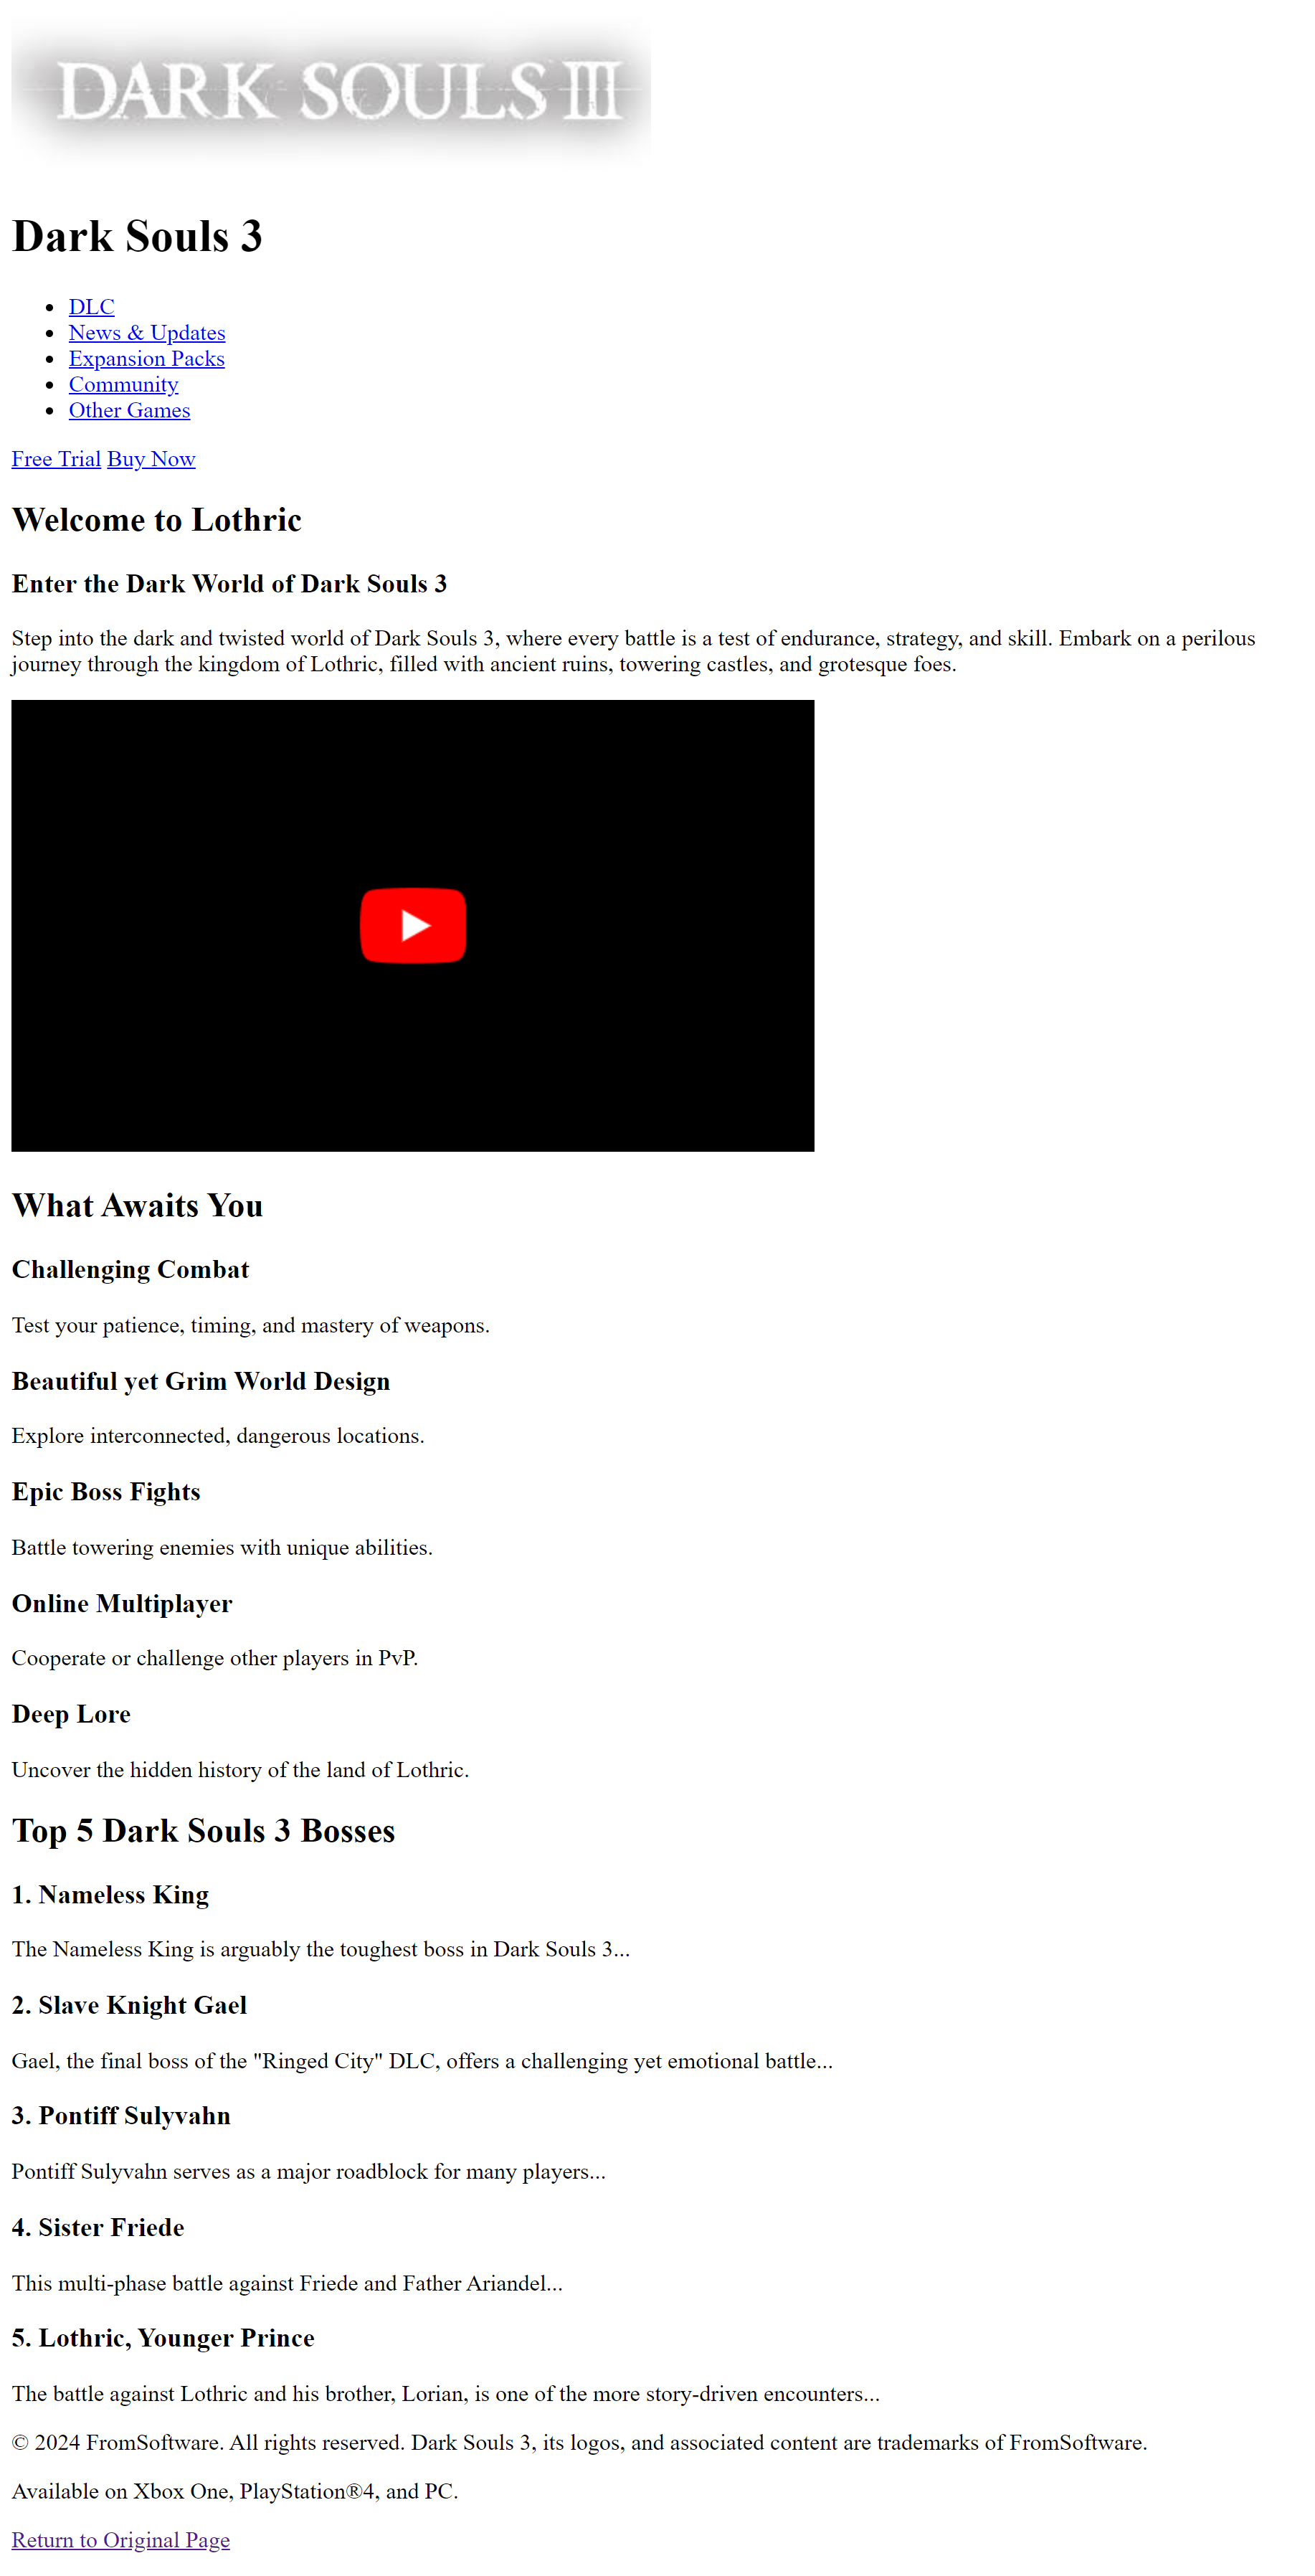 DARK SOULS III
Dark Souls 3
DLC
News & Updates
Expansion Packs
Community
Other Games
Free Trial Buy Now
Welcome to Lothric
Enter the Dark World of Dark Souls 3
Step into the dark and twisted world of Dark Souls 3, where every battle is a test of endurance, strategy, and skill. Embark on a perilous
journey through the kingdom of Lothric, filled with ancient ruins, towering castles, and grotesque foes.
What Awaits You
Challenging Combat
Test your patience, timing, and mastery of weapons.
Beautiful yet Grim World Design
Explore interconnected, dangerous locations.
Epic Boss Fights
Battle towering enemies with unique abilities.
Online Multiplayer
Cooperate or challenge other players in PvP.
Deep Lore
Uncover the hidden history of the land of Lothric.
Top 5 Dark Souls 3 Bosses
1. Nameless King
The Nameless King is arguably the toughest boss in Dark Souls 3...
2. Slave Knight Gael
Gael, the final boss of the "Ringed City" DLC, offers a challenging yet emotional battle...
3. Pontiff Sulyvahn
Pontiff Sulyvahn serves as a major roadblock for many players...
4. Sister Friede
This multi-phase battle against Friede and Father Ariandel...
5. Lothric, Younger Prince
The battle against Lothric and his brother, Lorian, is one of the more story-driven encounters...
© 2024 FromSoftware. All rights reserved. Dark Souls 3, its logos, and associated content are trademarks of FromSoftware.
Available on Xbox One, PlayStation®4, and PC.
Return to Original Page